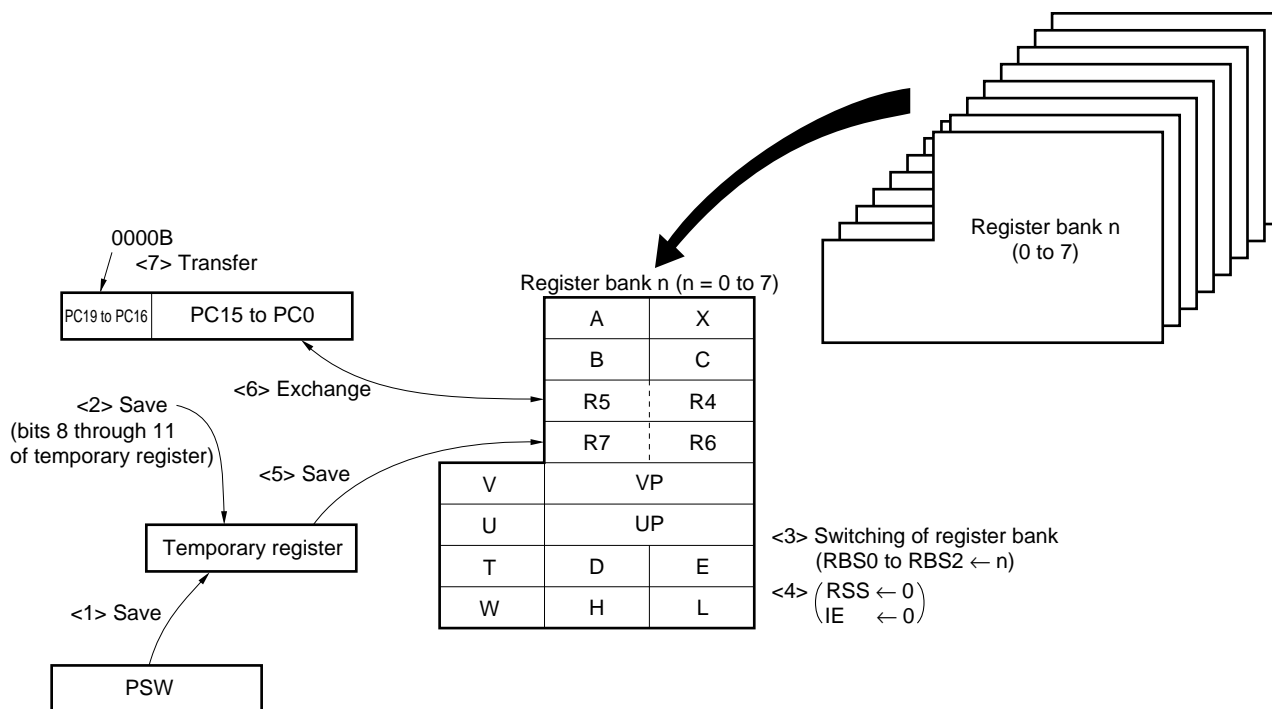 Register bank n
(0 to 7)
0000B
<7> Transfer
PC19 to PC16 PC15 to PC0
Register bank n (n = 0 to 7)
A X
B C
<6> Exchange
R5 R4
<2> Save
(bits 8 through 11
of temporary register)
R7 R6
<5> Save
V VP
U UP
Temporary register
T D E
W H L
<3> Switching of register bank
(RBS0 to RBS2 ← n)
<4> (RSS ← 0
IE ← 0)
<1> Save
PSW